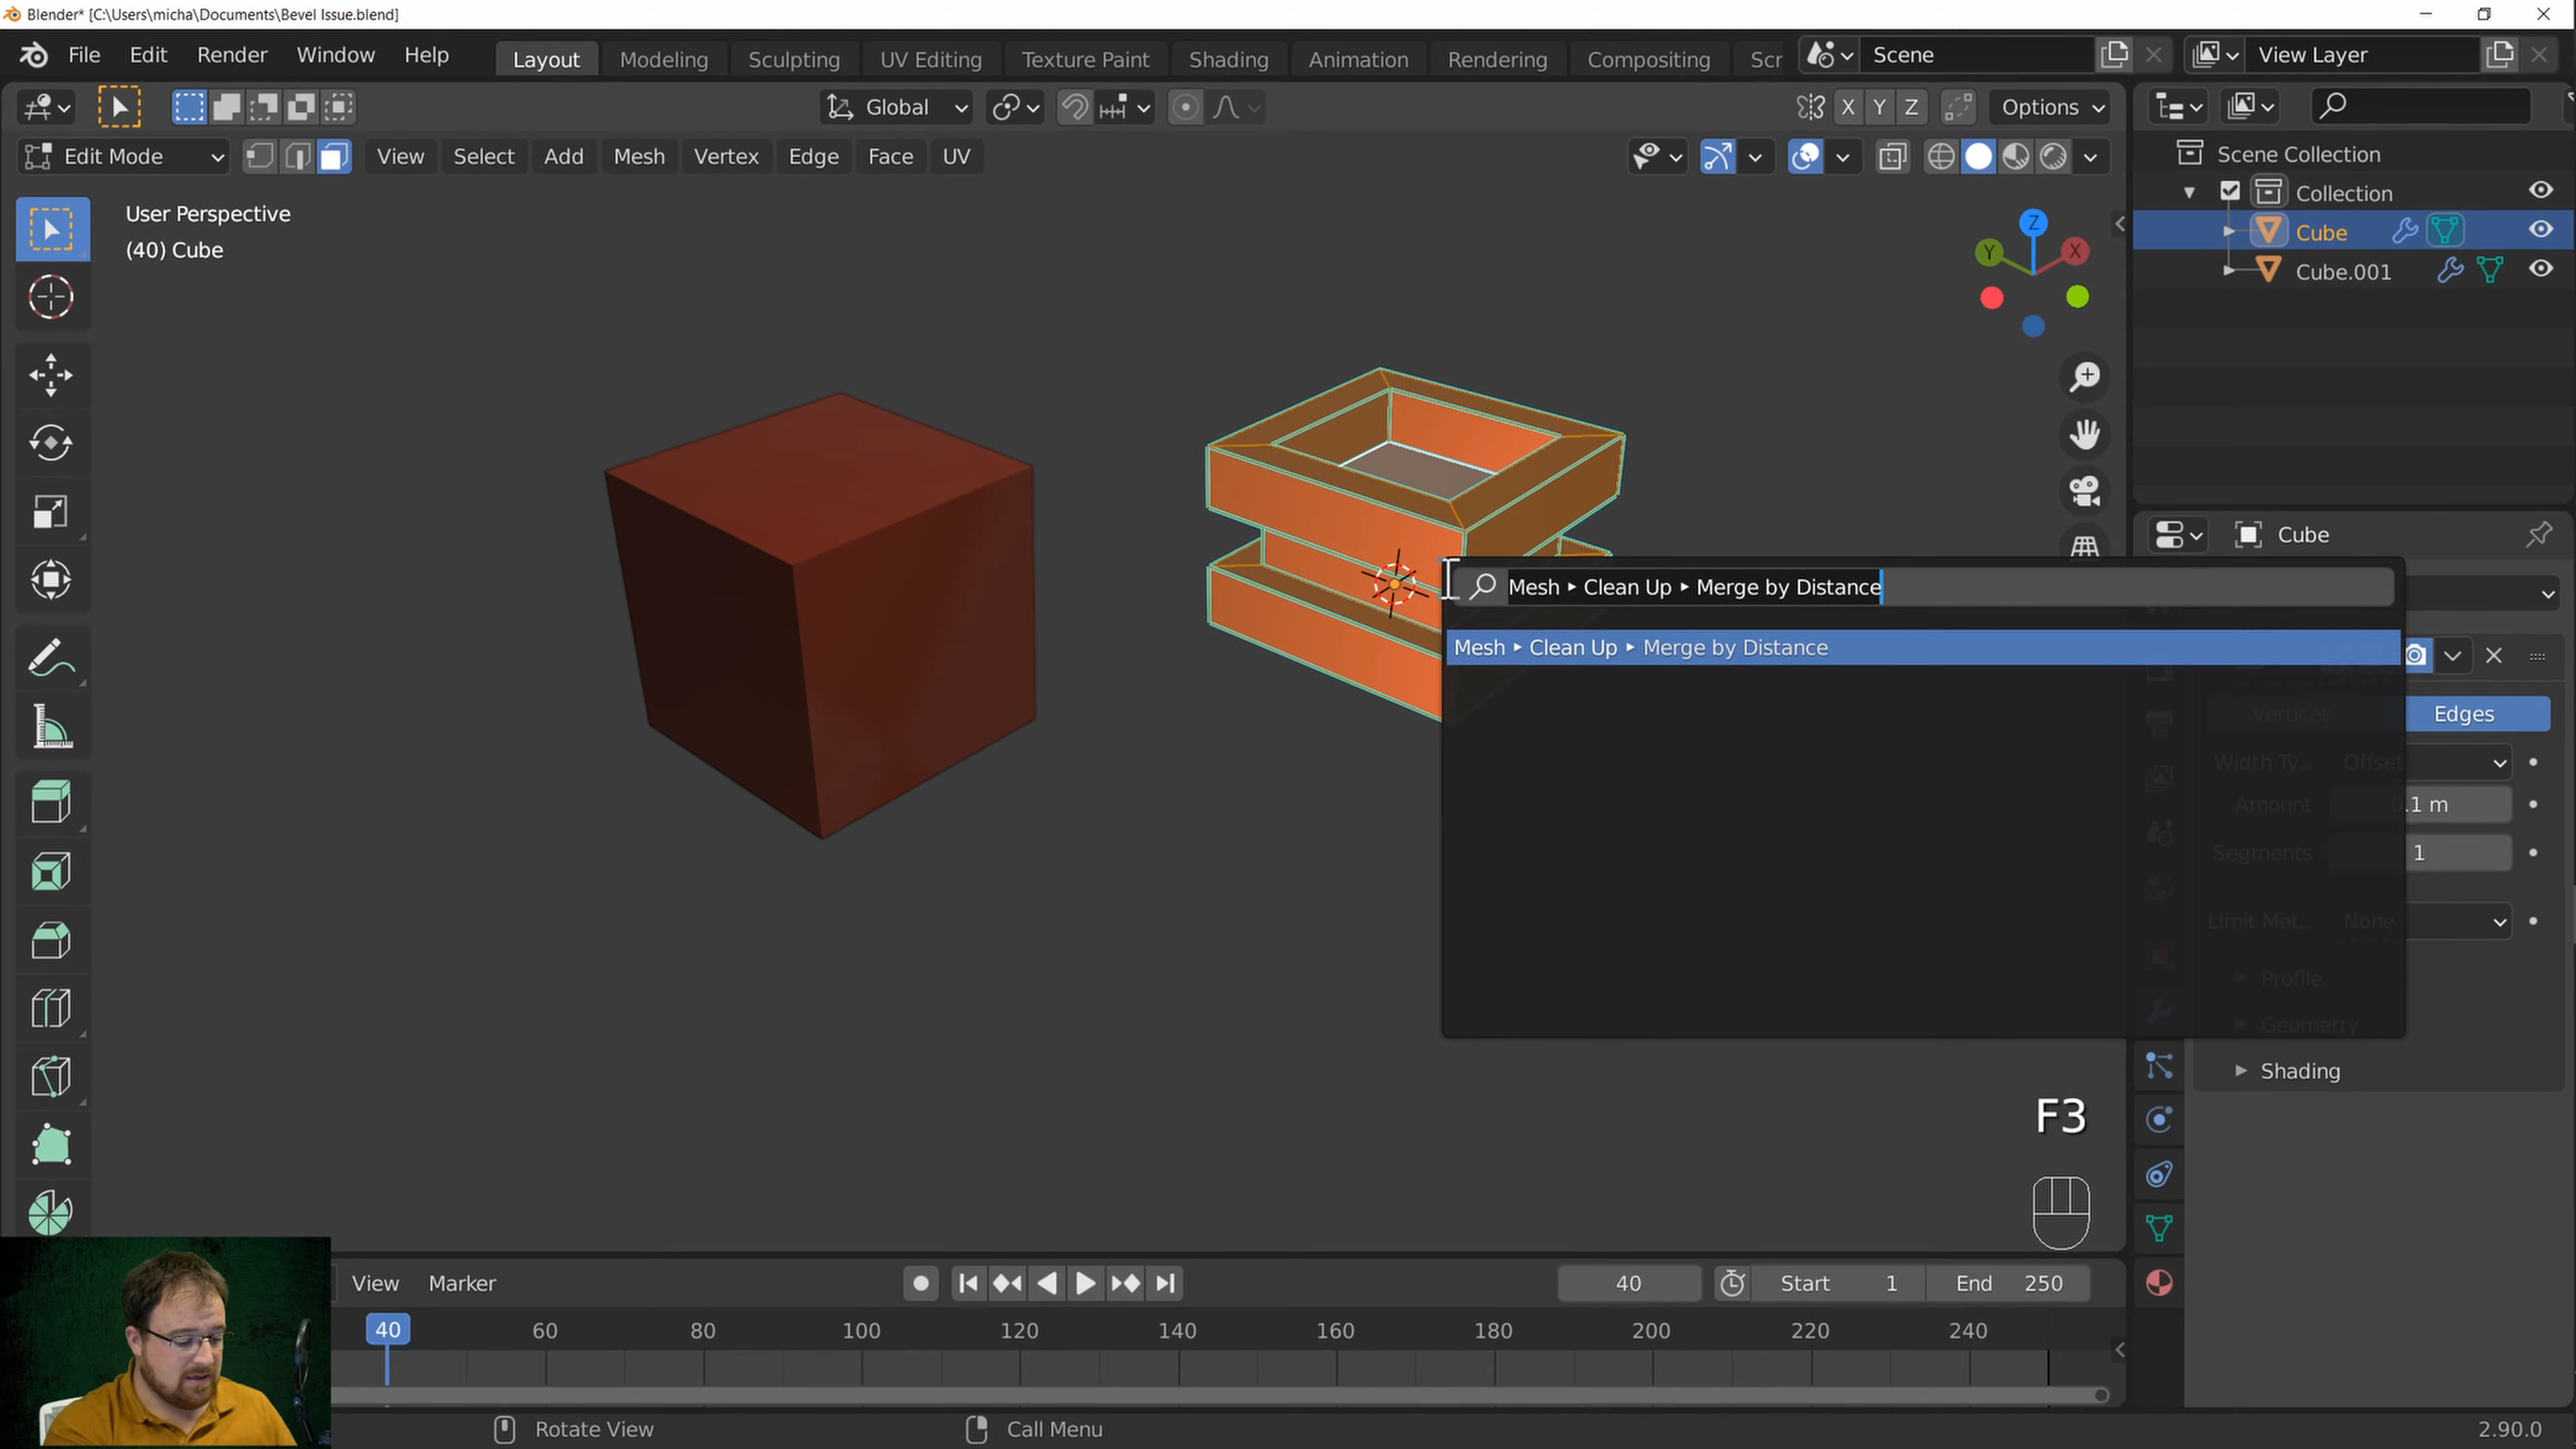 Blender* [C:\Users\micha\Documents\Bevel Issue.blend]
File Edit Render Window Help
Layout Modeling Sculpting UV Editing Texture Paint Shading Animation Rendering Compositing Scr
Scene
View Layer
Global
X Y Z
Options
Edit Mode
View Select Add Mesh Vertex Edge Face UV
User Perspective
(40) Cube
Z
Y
X
Scene Collection
Collection
Cube
Cube.001
Cube
Mesh ▸ Clean Up ▸ Merge by Distance
Mesh ▸ Clean Up ▸ Merge by Distance
Vertices Edges
Width Ty... Offset
Amount 0.1 m
Segments 1
Limit Met... None
Profile
Geometry
Shading
F3
View Marker
40
Start 1
End 250
40 60 80 100 120 140 160 180 200 220 240
Rotate View
Call Menu
2.90.0